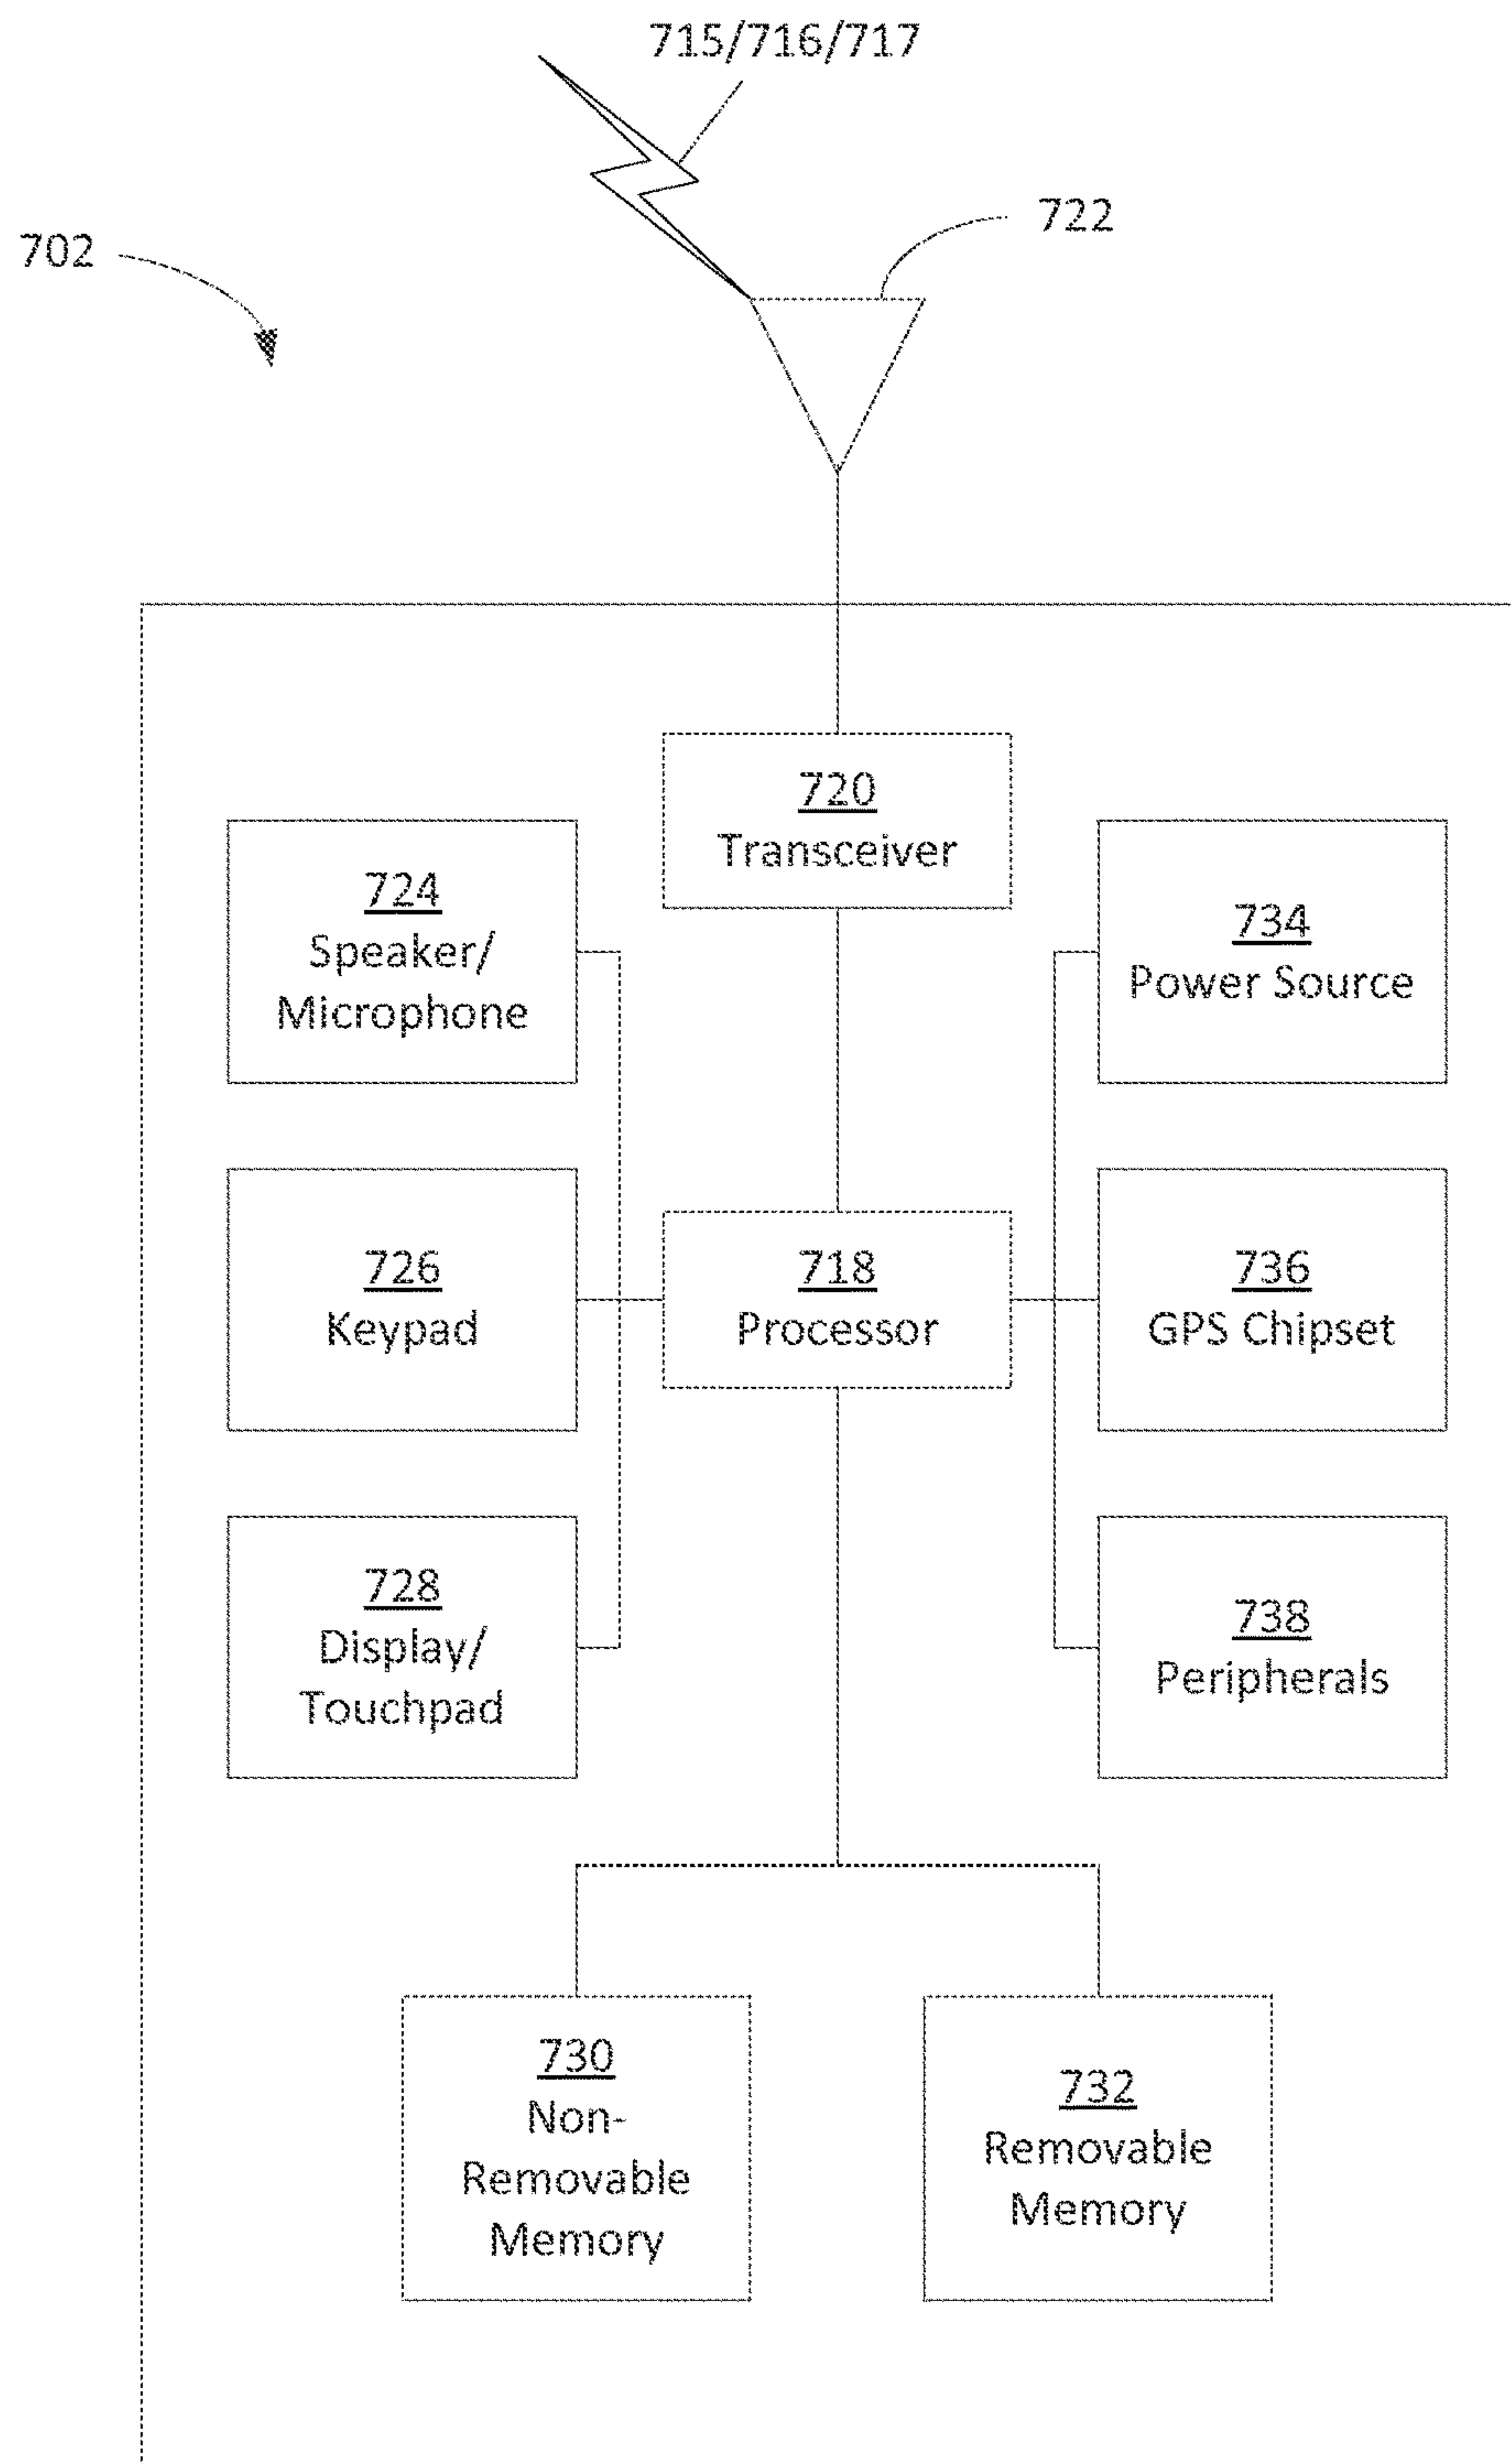 715/716/717
722
702
720
Transceiver
724
Speaker/
Microphone
734
Power Source
726
Keypad
718
Processor
736
GPS Chipset
728
Display/
Touchpad
738
Peripherals
730
Non-
Removable
Memory
732
Removable
Memory